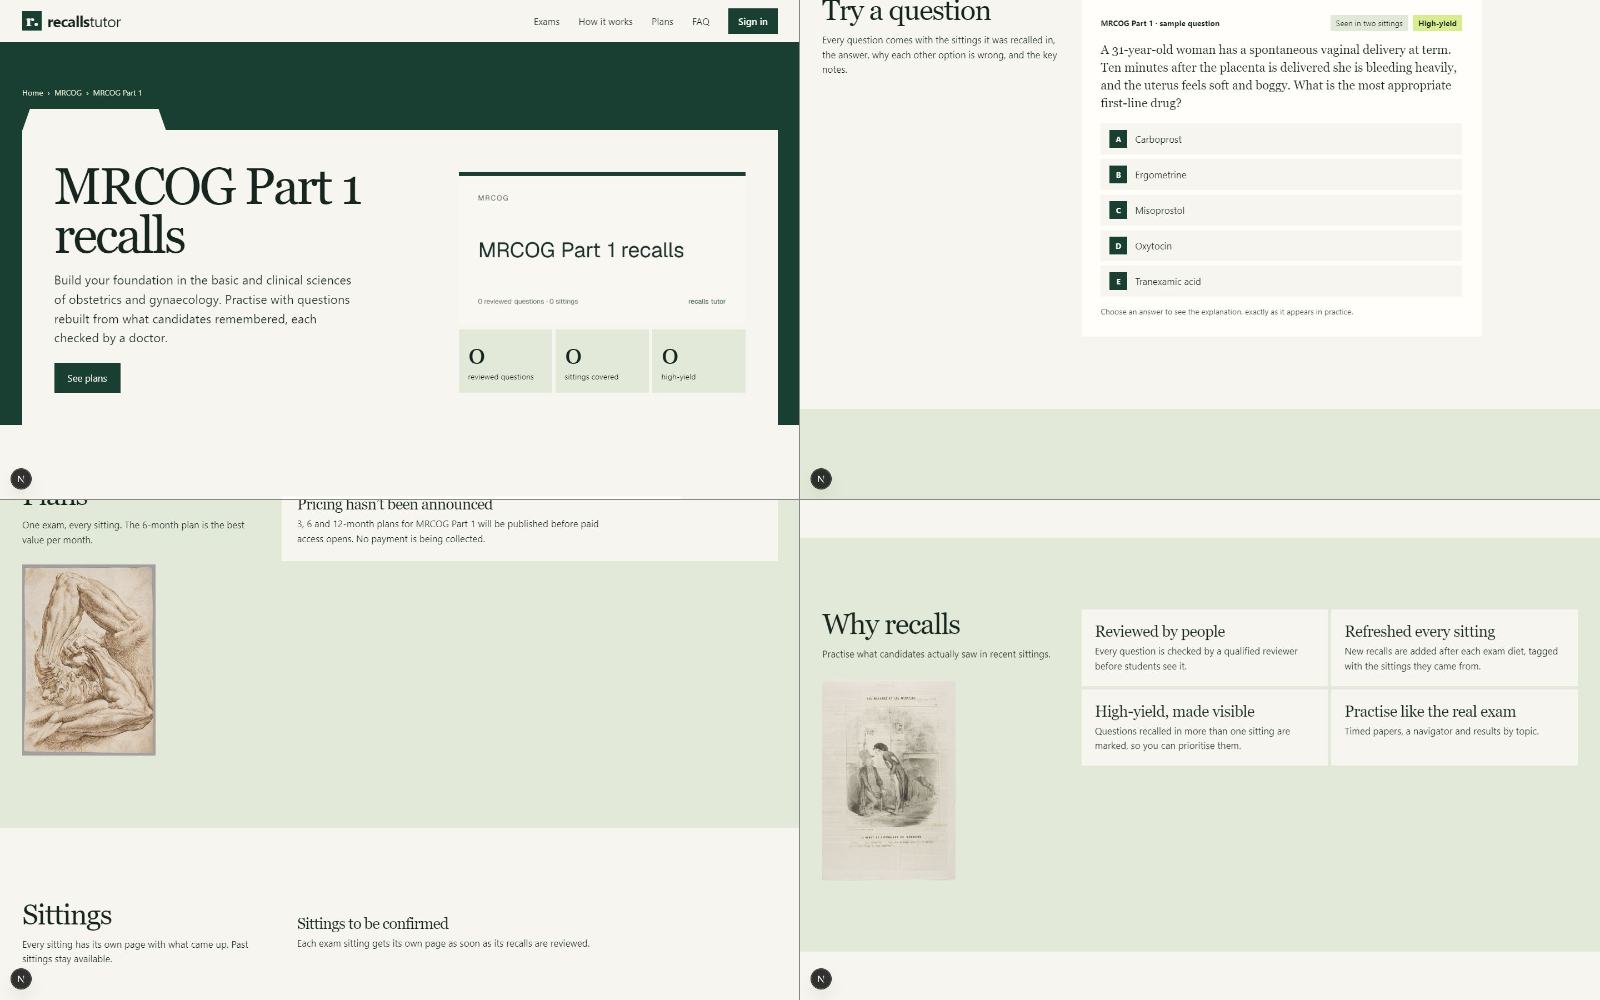 r. recallstutor
Exams How it works Plans FAQ Sign in
Home › MRCOG › MRCOG Part 1
MRCOG Part 1
recalls
Build your foundation in the basic and clinical sciences
of obstetrics and gynaecology. Practise with questions
rebuilt from what candidates remembered, each
checked by a doctor.
See plans
MRCOG
MRCOG Part 1 recalls
0 reviewed questions · 0 sittings
recalls tutor
0
reviewed questions
0
sittings covered
0
high-yield
N
Try a question
Every question comes with the sittings it was recalled in,
the answer, why each other option is wrong, and the key
notes.
MRCOG Part 1 · sample question
Seen in two sittings
High-yield
A 31-year-old woman has a spontaneous vaginal delivery at term.
Ten minutes after the placenta is delivered she is bleeding heavily,
and the uterus feels soft and boggy. What is the most appropriate
first-line drug?
A Carboprost
B Ergometrine
C Misoprostol
D Oxytocin
E Tranexamic acid
Choose an answer to see the explanation, exactly as it appears in practice.
N
Plans
One exam, every sitting. The 6-month plan is the best
value per month.
Pricing hasn't been announced
3, 6 and 12-month plans for MRCOG Part 1 will be published before paid
access opens. No payment is being collected.
Sittings
Every sitting has its own page with what came up. Past
sittings stay available.
Sittings to be confirmed
Each exam sitting gets its own page as soon as its recalls are reviewed.
N
Why recalls
Practise what candidates actually saw in recent sittings.
Reviewed by people
Every question is checked by a qualified reviewer
before students see it.
Refreshed every sitting
New recalls are added after each exam diet, tagged
with the sittings they came from.
High-yield, made visible
Questions recalled in more than one sitting are
marked, so you can prioritise them.
Practise like the real exam
Timed papers, a navigator and results by topic.
N